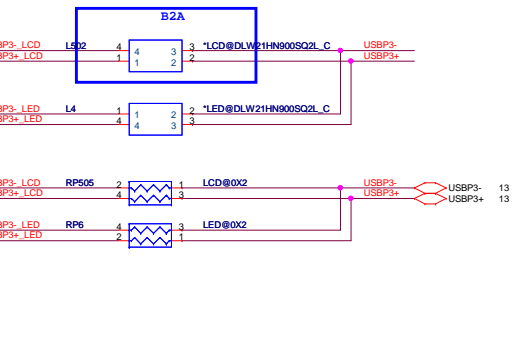 B2A
BP3-_LCD L502 4 4 3 3 *LCD@DLW21HN900SQ2L_C USBP3-
BP3+_LCD 1 1 2 2 USBP3+
BP3-_LED L4 1 1 2 2 *LED@DLW21HN900SQ2L_C
BP3+_LED 4 4 3 3
BP3-_LCD RP505 2 1 LCD@0X2 USBP3- USBP3- 13
BP3+_LCD 4 3 USBP3+ USBP3+ 13
BP3-_LED RP6 4 3 LED@0X2
BP3+_LED 2 1